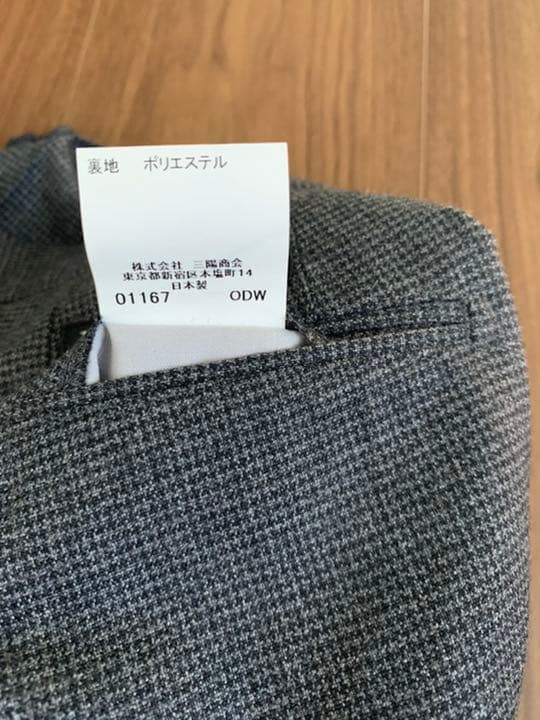 裏地 ポリエステル
株式会社 三陽商会
東京都新宿区本塩町14
日本製
01167 ODW